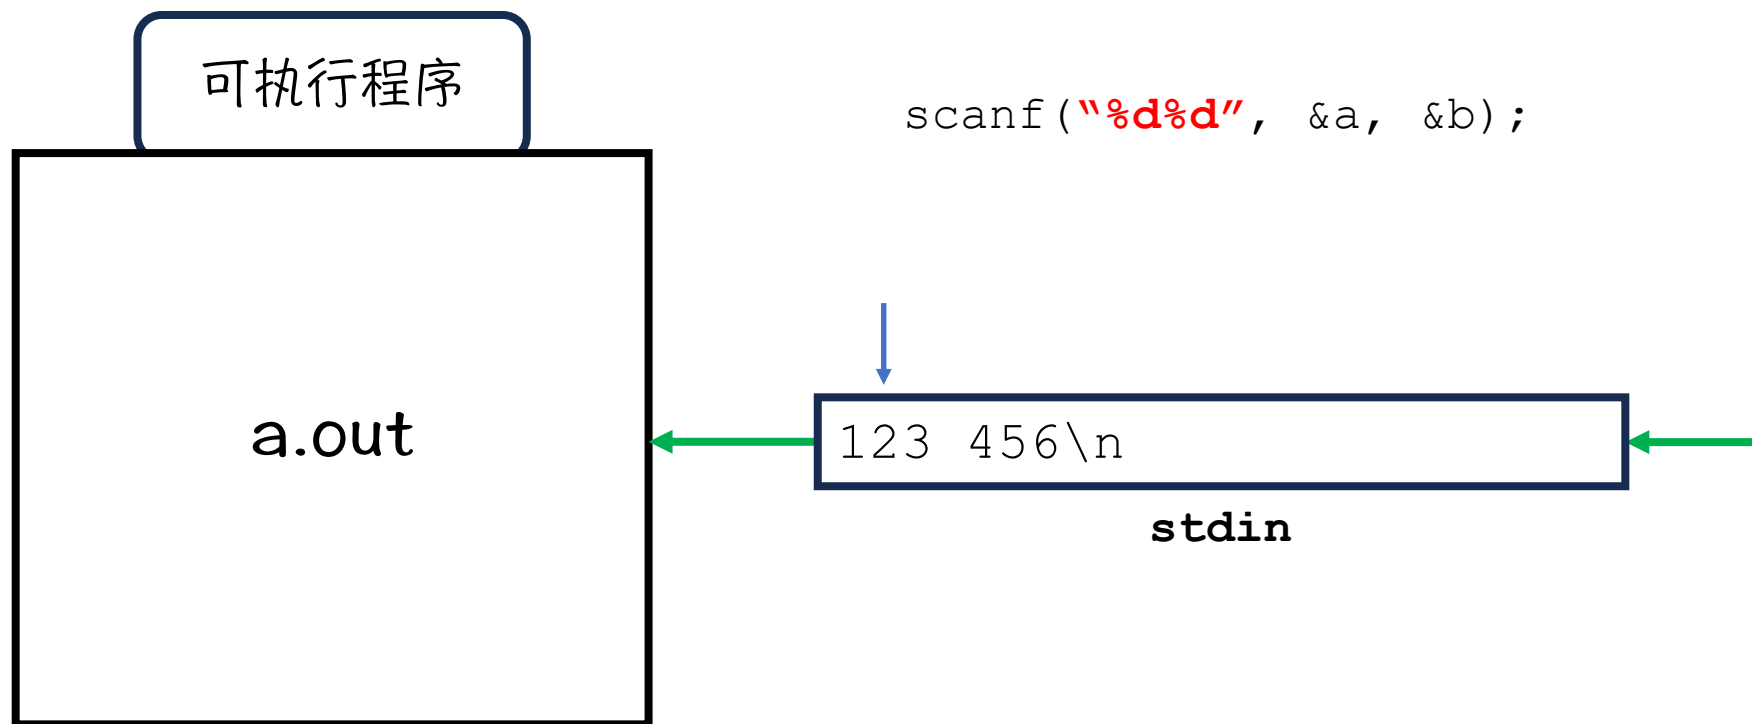 可执行程序
scanf(“%d%d”, &a, &b);
a.out
123 456\n
stdin